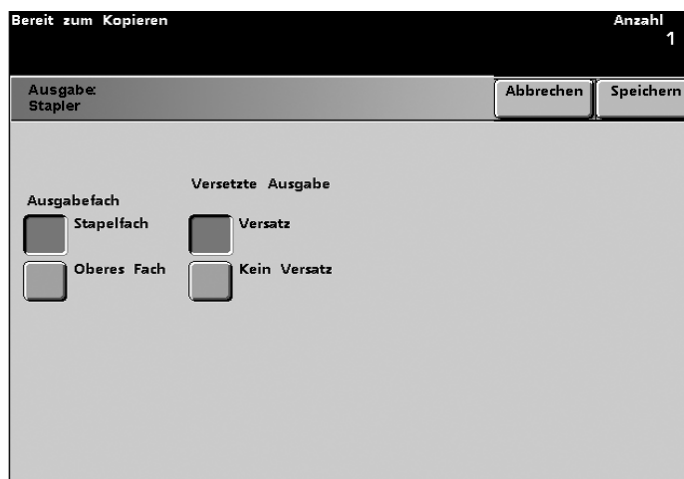 Bereit zum Kopieren
Anzahl
1
Ausgabe:
Stapler
Abbrechen
Speichern
Ausgabefach
Versetzte Ausgabe
Stapelfach
Versatz
Oberes Fach
Kein Versatz